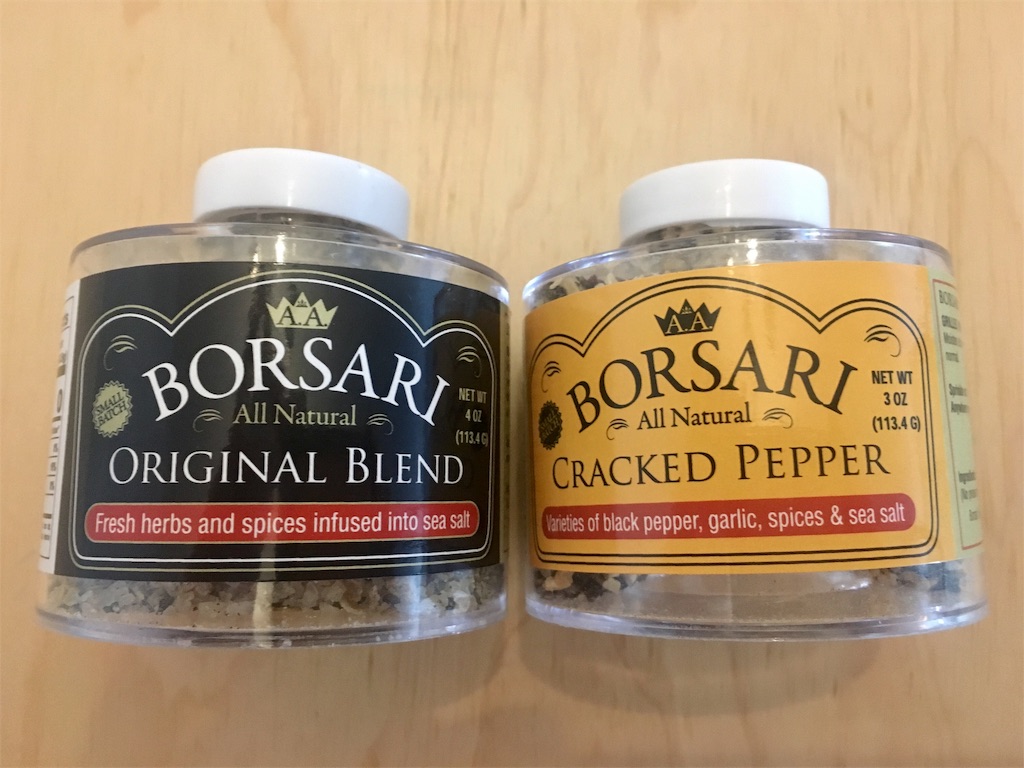 A.A.
BORSARI
All Natural
SMALL
BATCH
NET WT
4 OZ
(113.4 G)
ORIGINAL BLEND
Fresh herbs and spices infused into sea salt
A.A.
BORSARI
All Natural
NET WT
3 OZ
(113.4 G)
CRACKED PEPPER
Varieties of black pepper, garlic, spices & sea salt